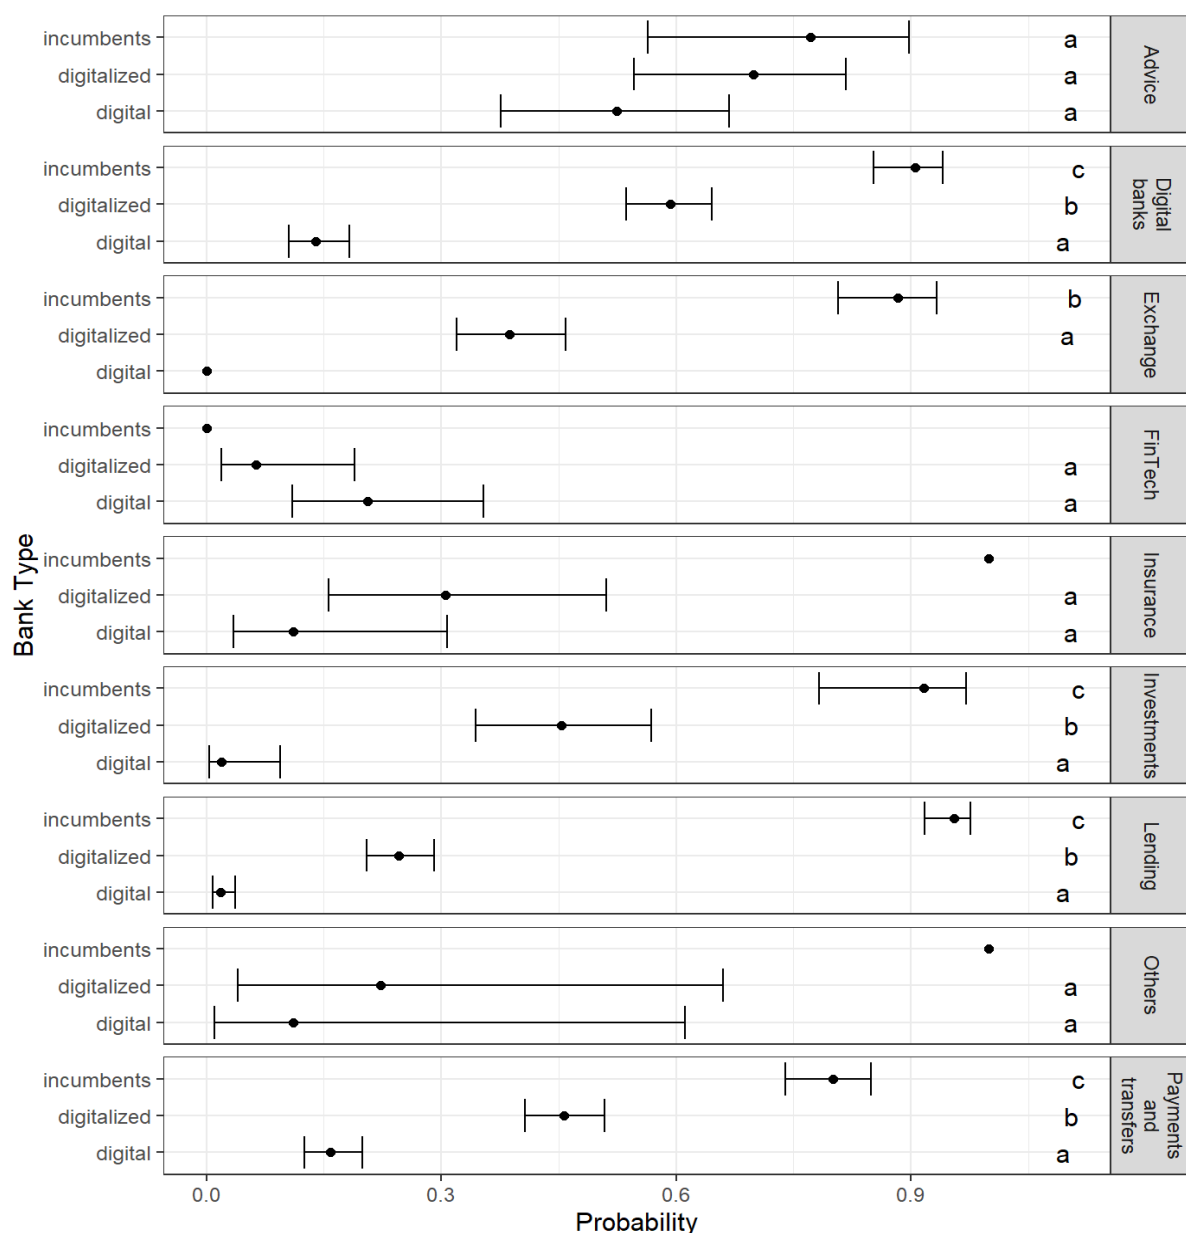 incumbents
a
digitalized
a
digital
a
Advice
incumbents
c
digitalized
b
digital
a
Digital
banks
incumbents
b
digitalized
a
digital
Exchange
incumbents
digitalized
a
digital
a
FinTech
incumbents
digitalized
a
digital
a
Insurance
incumbents
c
digitalized
b
digital
a
Investments
incumbents
c
digitalized
b
digital
a
Lending
incumbents
digitalized
a
digital
a
Others
incumbents
c
digitalized
b
digital
a
Payments
and
transfers
Bank Type
0.0
0.3
0.6
0.9
Probability